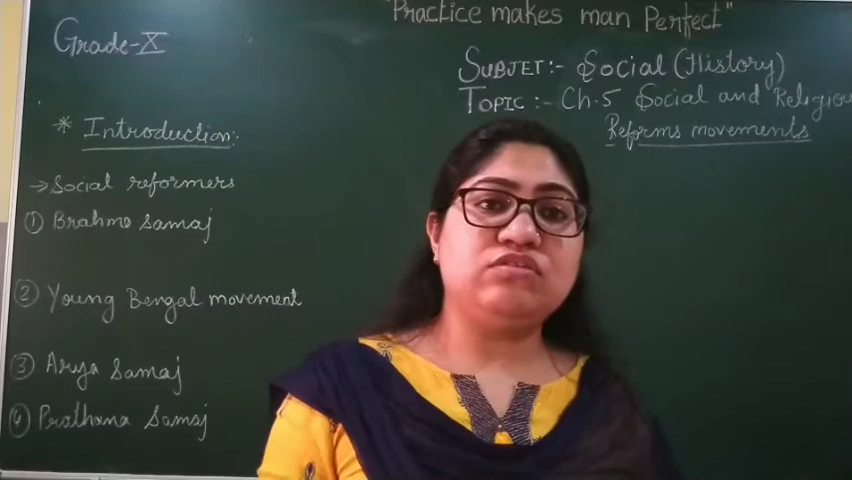 "Practice makes man Perfect"
Grade-X
SUBJET:- Social (History)
TOPIC:- Ch.5 Social and Religious
Reforms movements
* Introduction:
→ Social reformers
① Brahmo Samaj
② Young Bengal movement
③ Arya Samaj
④ Prathana Samaj